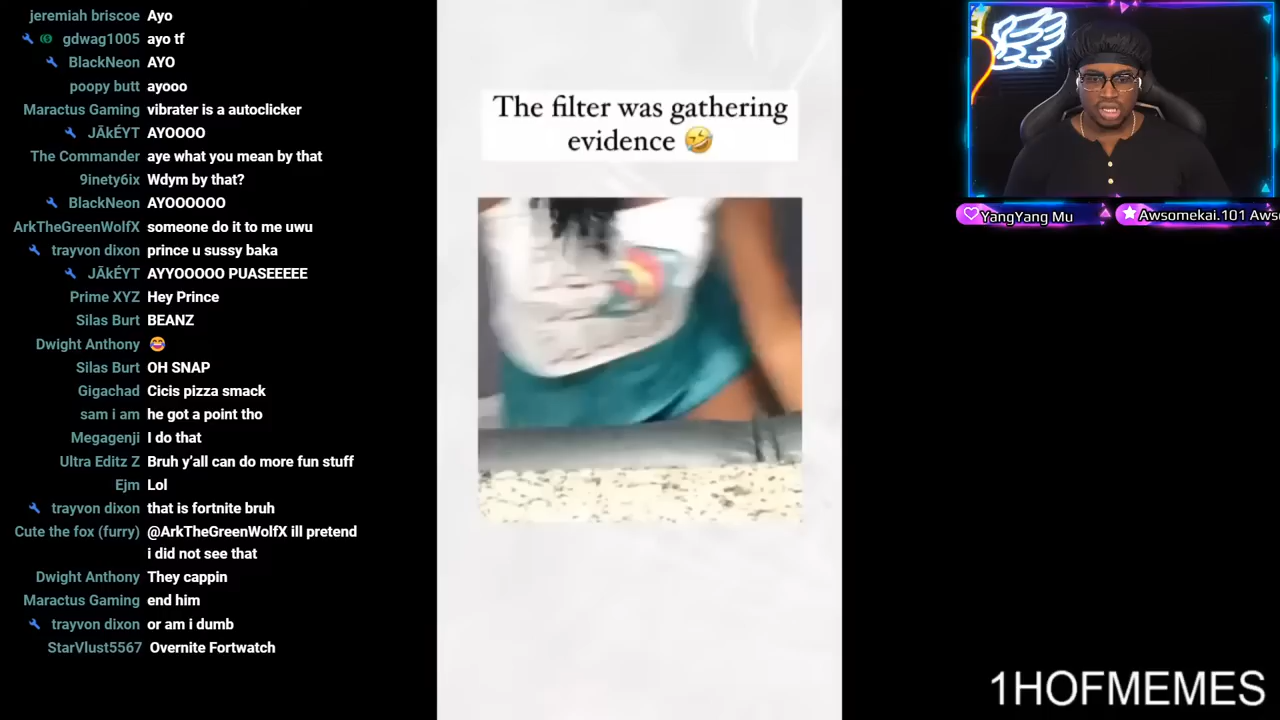 jeremiah briscoe Ayo
gdwag1005 ayo tf
BlackNeon AYO
poopy butt ayooo
Maractus Gaming vibrater is a autoclicker
JÃkÉYT AYOOOO
The Commander aye what you mean by that
9inety6ix Wdym by that?
BlackNeon AYOOOOOO
ArkTheGreenWolfX someone do it to me uwu
trayvon dixon prince u sussy baka
JÃkÉYT AYYOOOOO PUASEEEEE
Prime XYZ Hey Prince
Silas Burt BEANZ
Dwight Anthony 😂
Silas Burt OH SNAP
Gigachad Cicis pizza smack
sam i am he got a point tho
Megagenji I do that
Ultra Editz Z Bruh y'all can do more fun stuff
Ejm Lol
trayvon dixon that is fortnite bruh
Cute the fox (furry) @ArkTheGreenWolfX ill pretend
i did not see that
Dwight Anthony They cappin
Maractus Gaming end him
trayvon dixon or am i dumb
StarVlust5567 Overnite Fortwatch
The filter was gathering
evidence 🤣
YangYang Mu
Awsomekai.101 Aws
1HOFMEMES